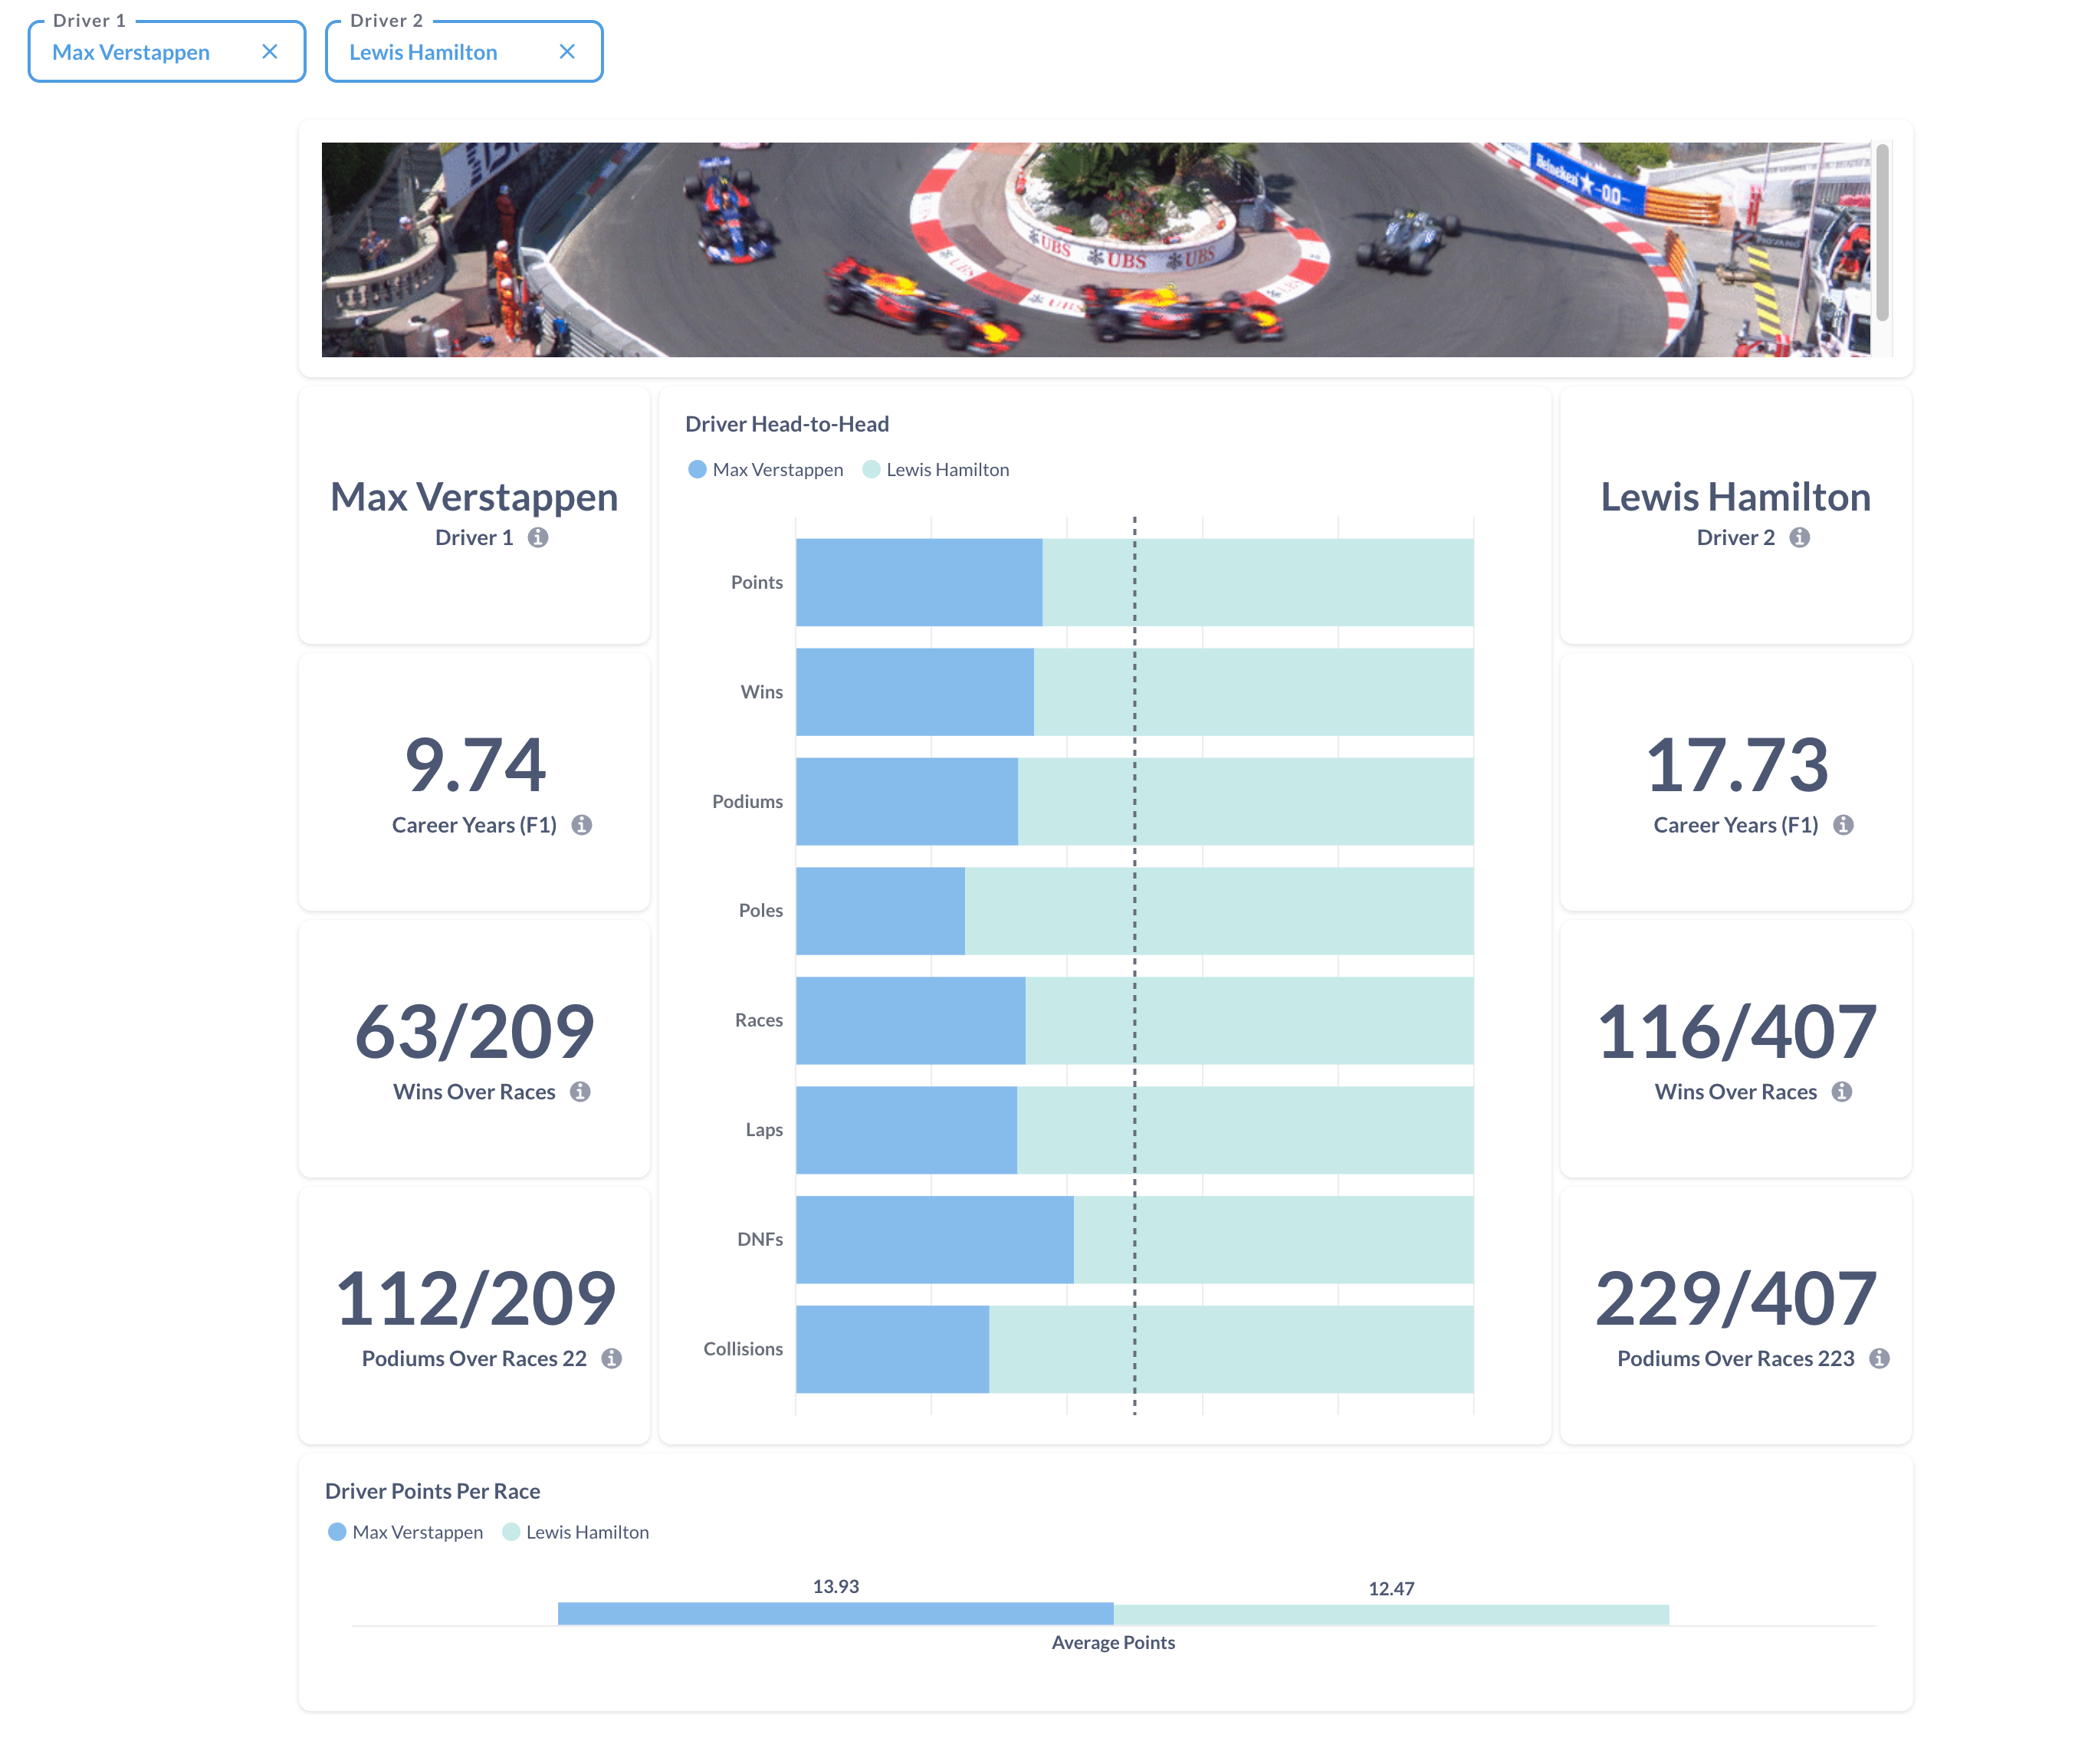 Driver 1
Driver 2
Max Verstappen
Lewis Hamilton
Heineken
UBS
UBS
UBS
UBS
Driver Head-to-Head
Max Verstappen
Lewis Hamilton
Max Verstappen
Driver 1
Lewis Hamilton
Driver 2
Points
Wins
Podiums
Poles
Races
Laps
DNFs
Collisions
9.74
Career Years (F1)
17.73
Career Years (F1)
63/209
Wins Over Races
116/407
Wins Over Races
112/209
Podiums Over Races 22
229/407
Podiums Over Races 223
Driver Points Per Race
Max Verstappen
Lewis Hamilton
13.93
12.47
Average Points